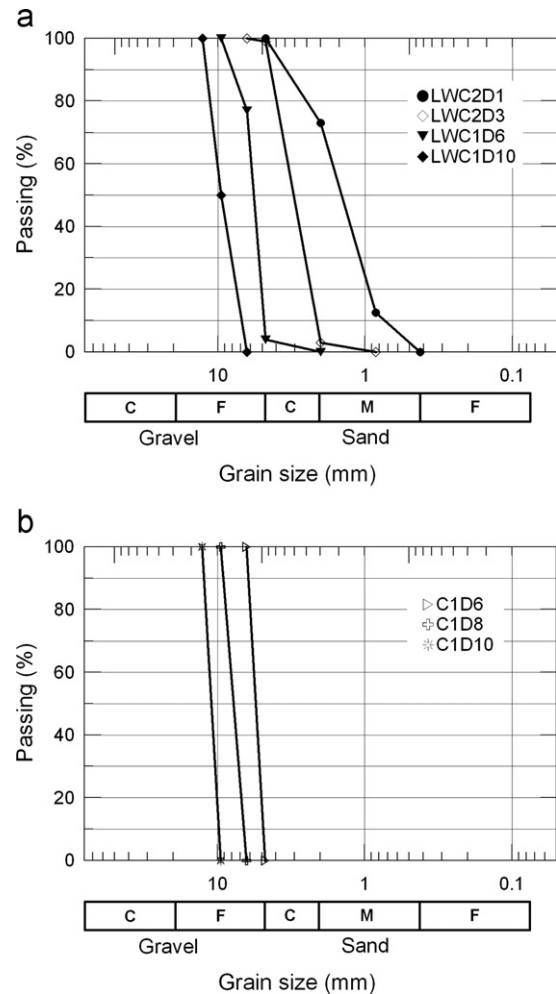 a
100
80
60
40
20
0
Passing (%)
LWC2D1
LWC2D3
LWC1D6
LWC1D10
10 1 0.1
C F C M F
Gravel Sand
Grain size (mm)
b
100
80
60
40
20
0
Passing (%)
C1D6
C1D8
C1D10
10 1 0.1
C F C M F
Gravel Sand
Grain size (mm)